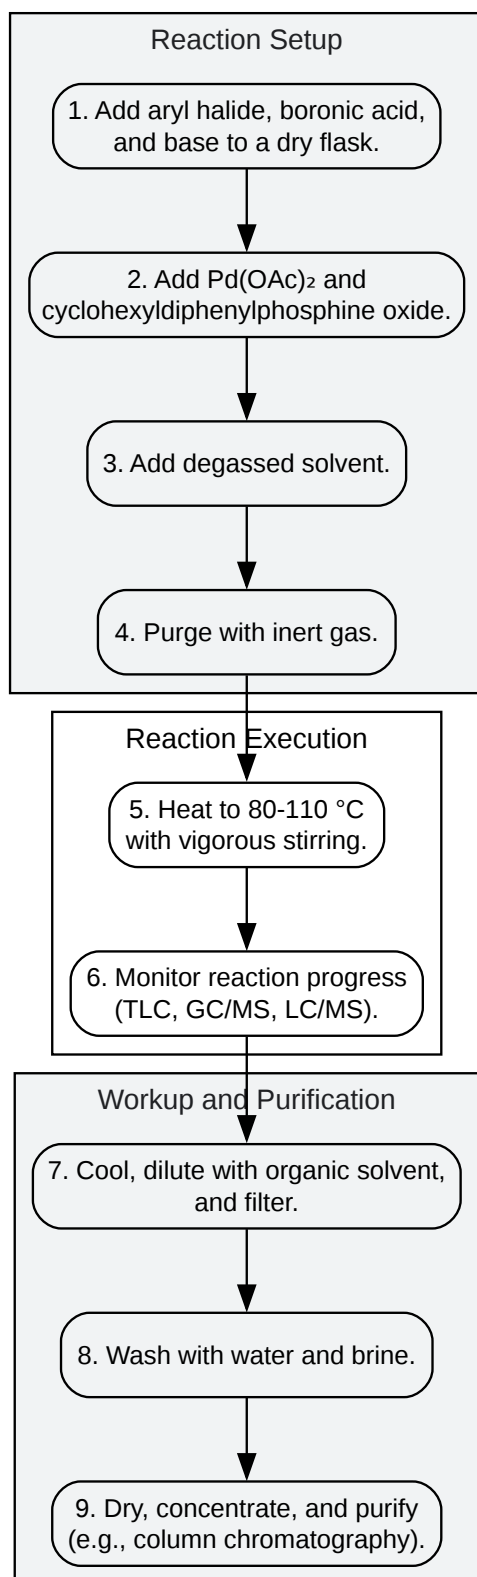 Reaction Setup
1. Add aryl halide, boronic acid,
and base to a dry flask.
2. Add Pd(OAc)₂ and
cyclohexyldiphenylphosphine oxide.
3. Add degassed solvent.
4. Purge with inert gas.
Reaction Execution
5. Heat to 80-110 °C
with vigorous stirring.
6. Monitor reaction progress
(TLC, GC/MS, LC/MS).
Workup and Purification
7. Cool, dilute with organic solvent,
and filter.
8. Wash with water and brine.
9. Dry, concentrate, and purify
(e.g., column chromatography).